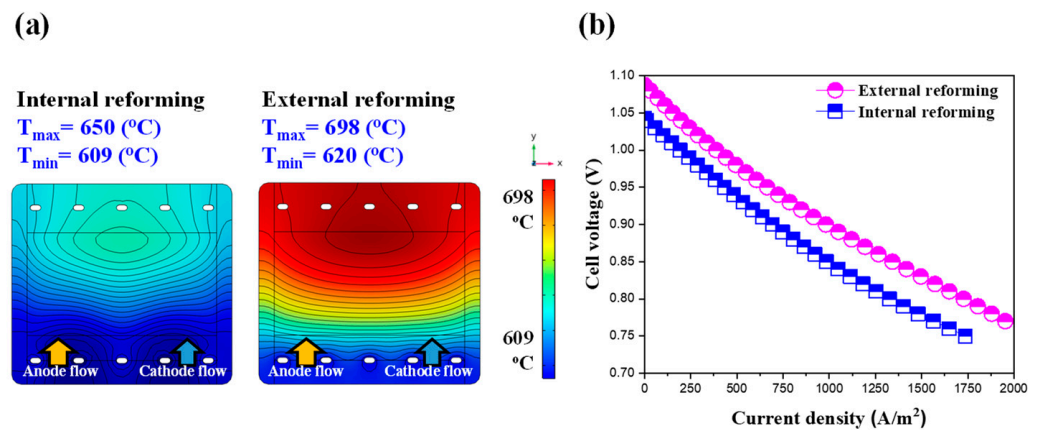 (a)
Internal reforming
Tmax= 650 (ºC)
Tmin= 609 (ºC)
External reforming
Tmax= 698 (ºC)
Tmin= 620 (ºC)
y
x
698
ºC
609
ºC
Anode flow
Cathode flow
Anode flow
Cathode flow
(b)
External reforming
Internal reforming
Cell voltage (V)
1.10
1.05
1.00
0.95
0.90
0.85
0.80
0.75
0.70
0 250 500 750 1000 1250 1500 1750 2000
Current density (A/m²)